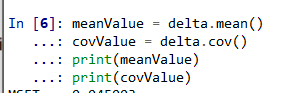 In [6]: meanValue = delta.mean()
...: covValue = delta.cov()
...: print(meanValue)
...: print(covValue)